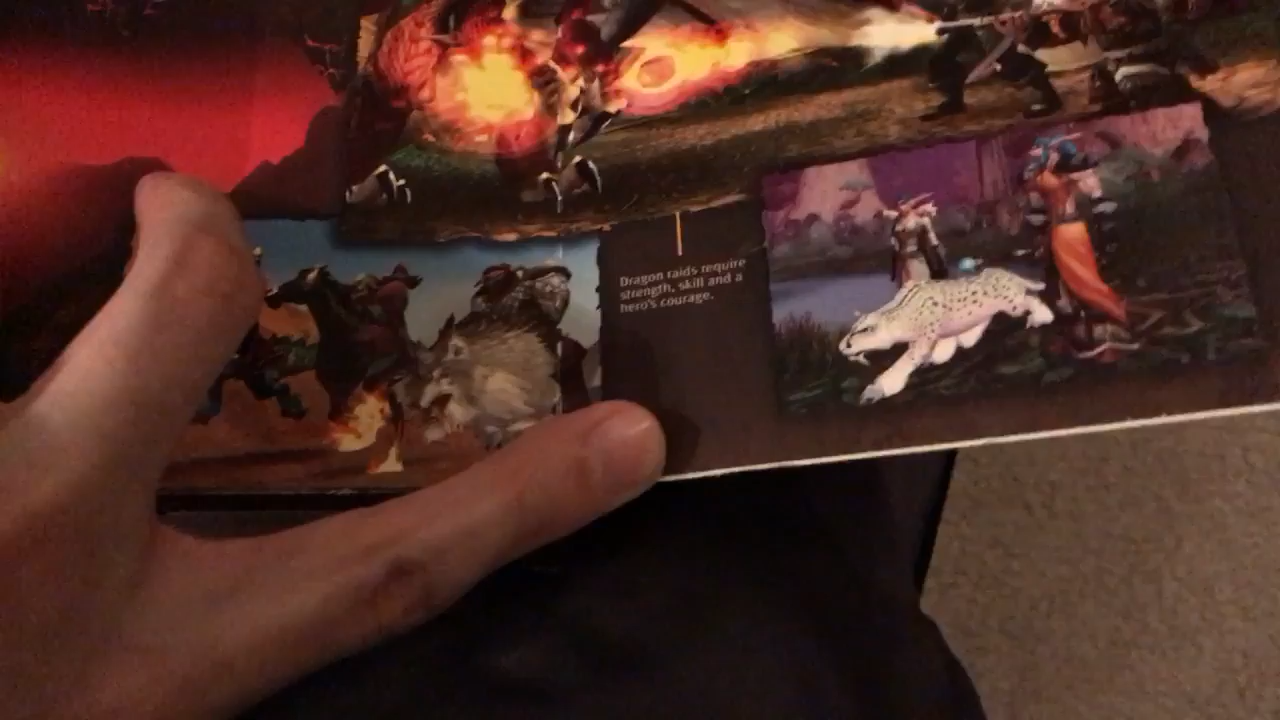 Dragon raids require
strength, skill and a
hero's courage.